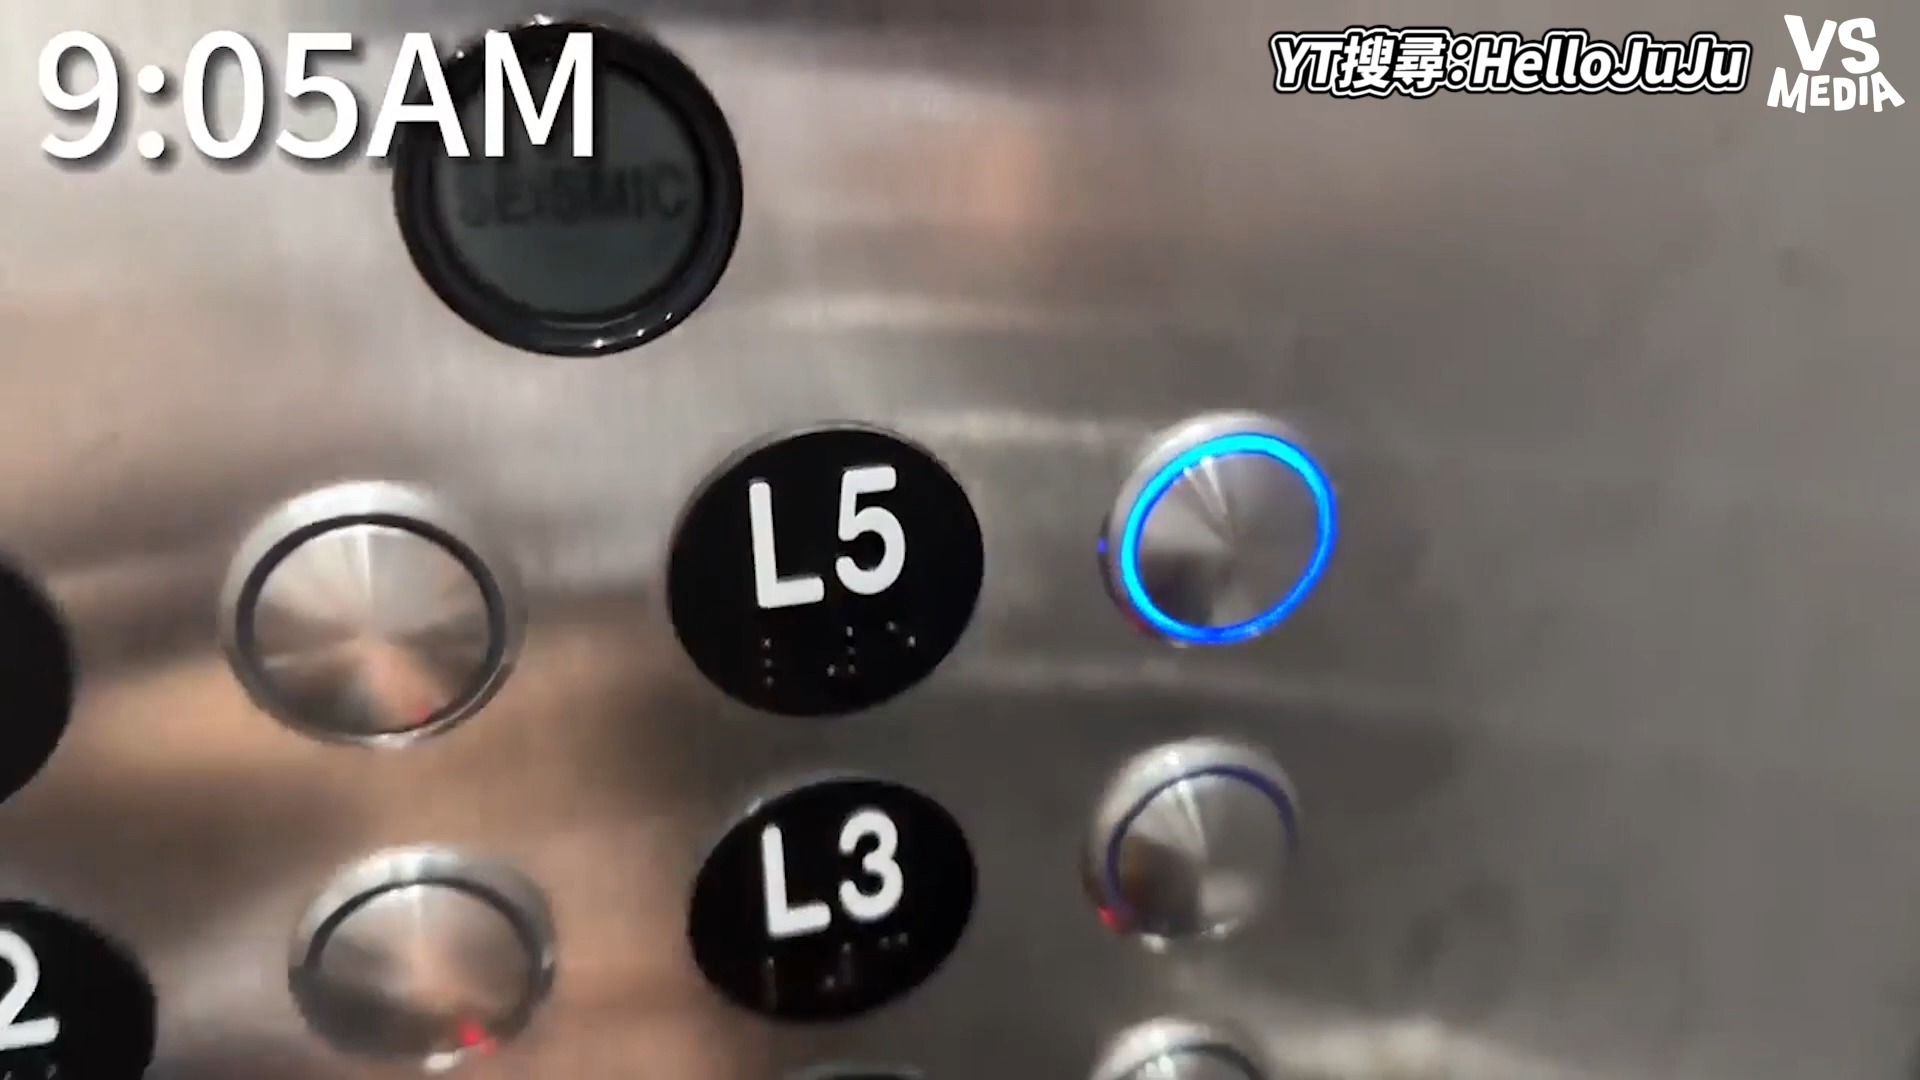 9:05AM
YT搜尋:HelloJuJu
VS
MEDIA
SEISMIC
L5
L3
2